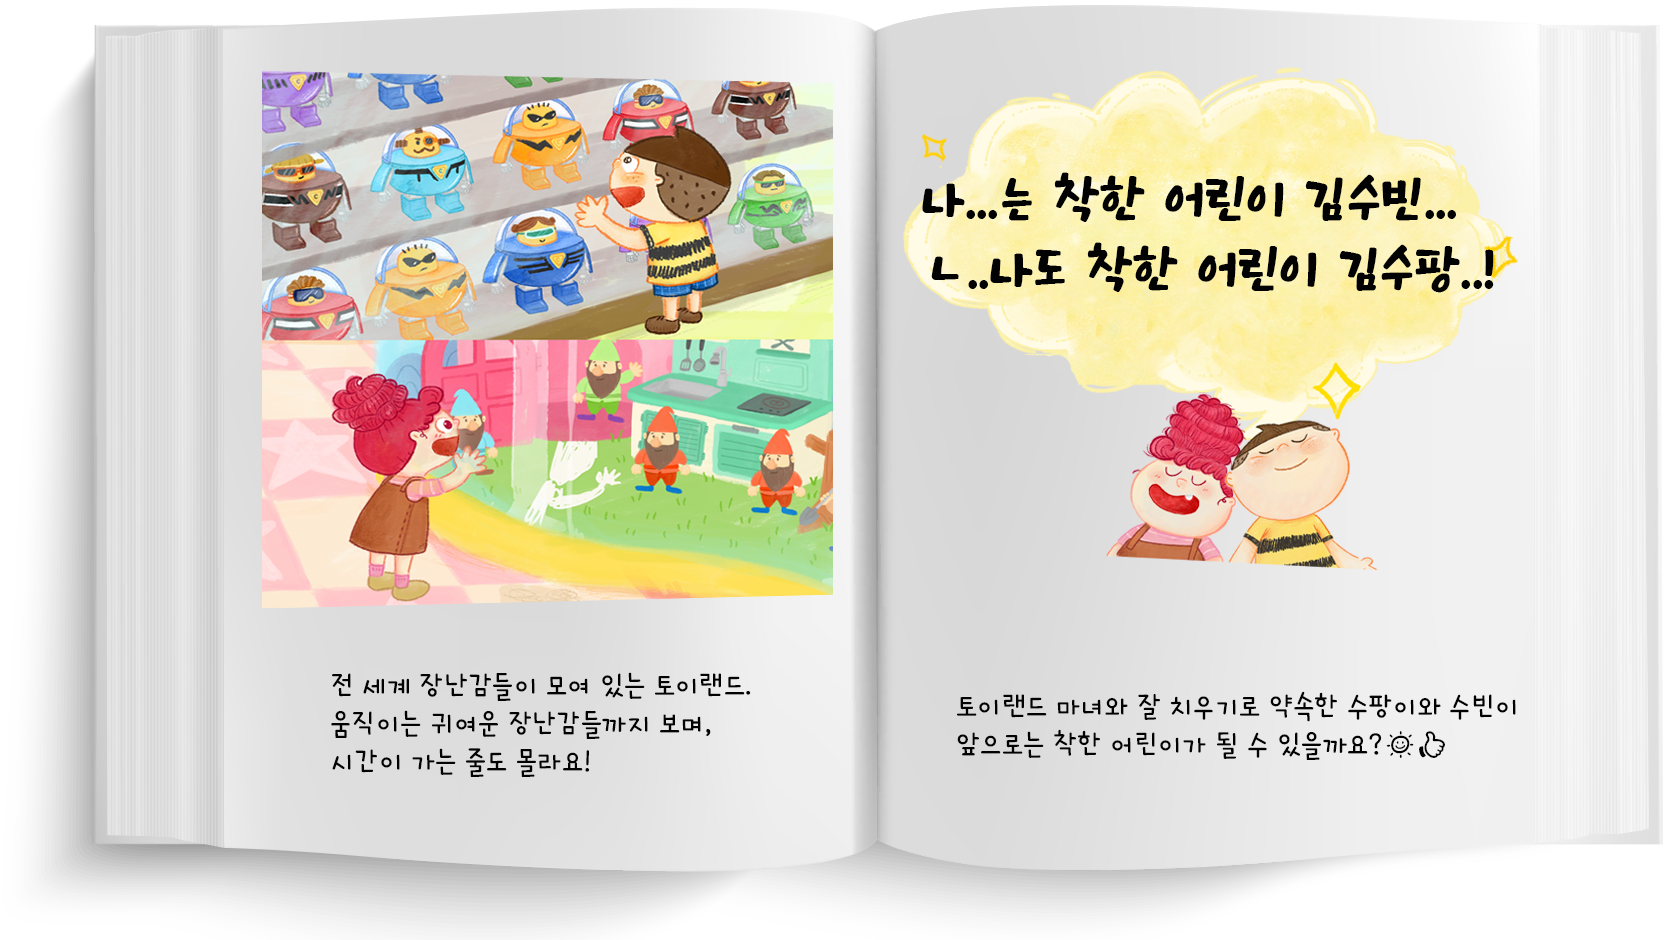 전 세계 장난감들이 모여 있는 토이랜드.
움직이는 귀여운 장난감들까지 보며,
시간이 가는 줄도 몰라요!
나...는 착한 어린이 김수빈...
ㄴ..나도 착한 어린이 김수팡..!
토이랜드 마녀와 잘 치우기로 약속한 수팡이와 수빈이
앞으로는 착한 어린이가 될 수 있을까요?